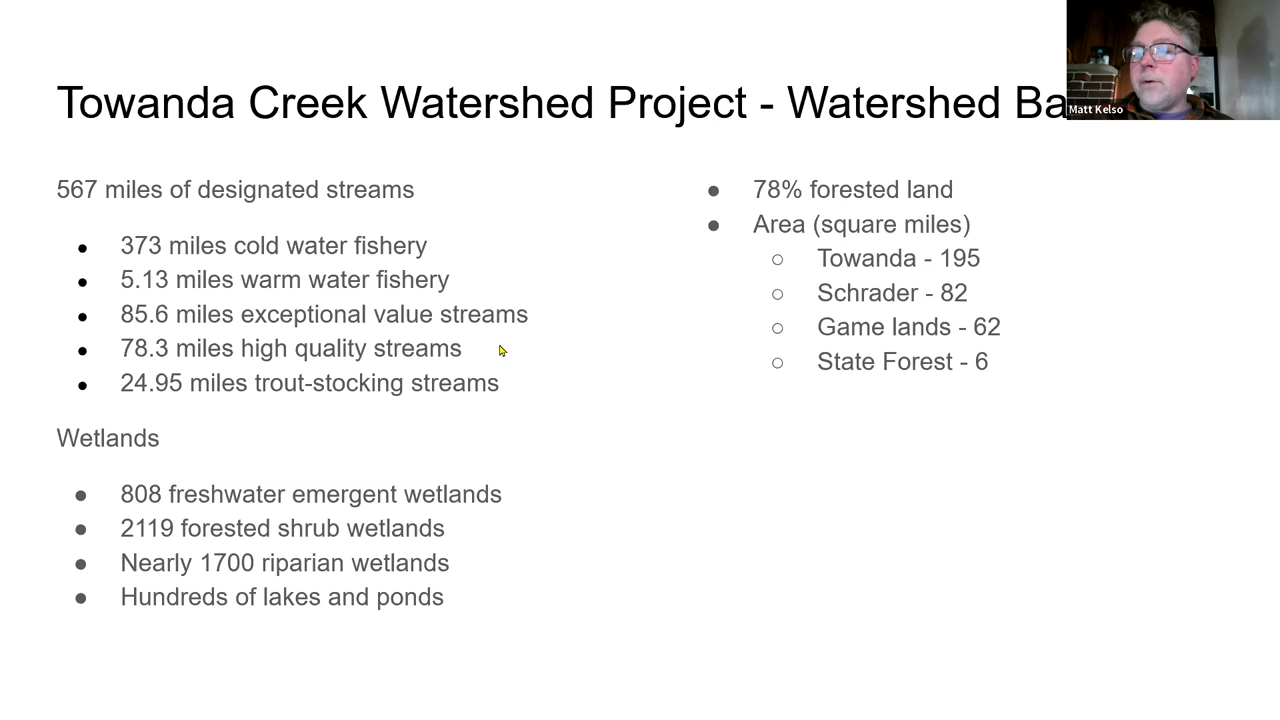 Towanda Creek Watershed Project - Watershed Ba
Matt Kelso
567 miles of designated streams
● 373 miles cold water fishery
● 5.13 miles warm water fishery
● 85.6 miles exceptional value streams
● 78.3 miles high quality streams
● 24.95 miles trout-stocking streams
Wetlands
● 808 freshwater emergent wetlands
● 2119 forested shrub wetlands
● Nearly 1700 riparian wetlands
● Hundreds of lakes and ponds
● 78% forested land
● Area (square miles)
○ Towanda - 195
○ Schrader - 82
○ Game lands - 62
○ State Forest - 6